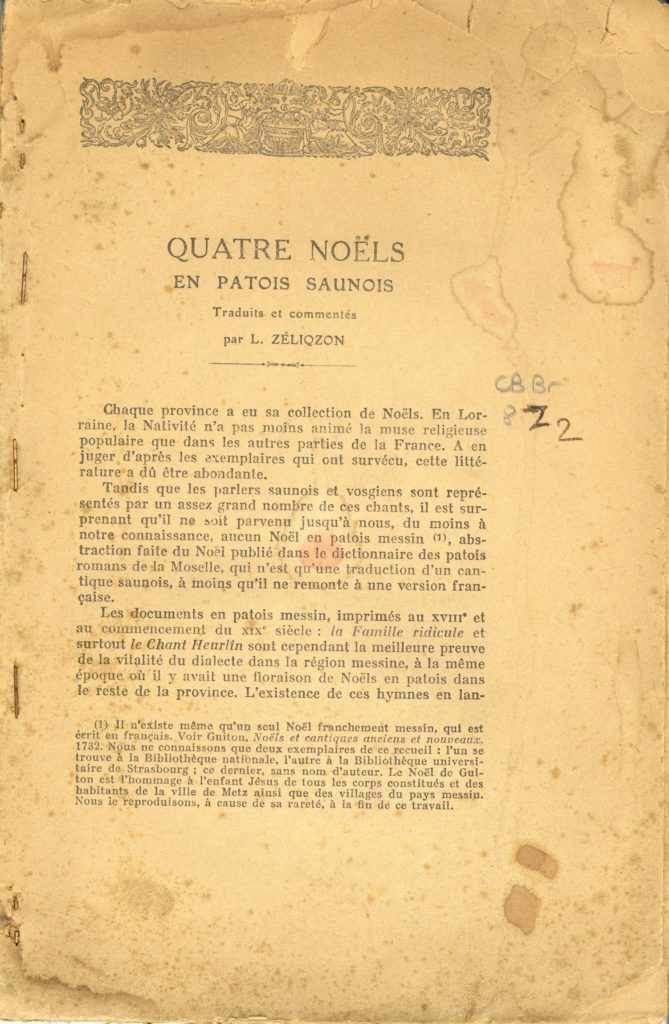 QUATRE NOËLS
EN PATOIS SAUNOIS
Traduits et commentés
par L. ZÉLIQZON
CB Br
8 Z 2
Chaque province a eu sa collection de Noëls. En Lor-
raine, la Nativité n'a pas moins animé la muse religieuse
populaire que dans les autres parties de la France. A en
juger d'après les exemplaires qui ont survécu, cette litté-
rature a dû être abondante.
Tandis que les parlers saunois et vosgiens sont repré-
sentés par un assez grand nombre de ces chants, il est sur-
prenant qu'il ne soit parvenu jusqu'à nous, du moins à
notre connaissance, aucun Noël en patois messin (1), abs-
traction faite du Noël publié dans le dictionnaire des patois
romans de la Moselle, qui n'est qu'une traduction d'un can-
tique saunois, à moins qu'il ne remonte à une version fran-
çaise.
Les documents en patois messin, imprimés au XVIIIe et
au commencement du XIXe siècle : la Famille ridicule et
surtout le Chant Heurlin sont cependant la meilleure preuve
de la vitalité du dialecte dans la région messine, à la même
époque où il y avait une floraison de Noëls en patois dans
le reste de la province. L'existence de ces hymnes en lan-
(1) Il n'existe même qu'un seul Noël franchement messin, qui est
écrit en français. Voir Guiton, Noëls et cantiques anciens et nouveaux,
1732. Nous ne connaissons que deux exemplaires de ce recueil : l'un se
trouve à la Bibliothèque nationale, l'autre à la Bibliothèque universi-
taire de Strasbourg ; ce dernier, sans nom d'auteur. Le Noël de Gui-
ton est l'hommage à l'enfant Jésus de tous les corps constitués et des
habitants de la ville de Metz ainsi que des villages du pays messin.
Nous le reproduisons, à cause de sa rareté, à la fin de ce travail.